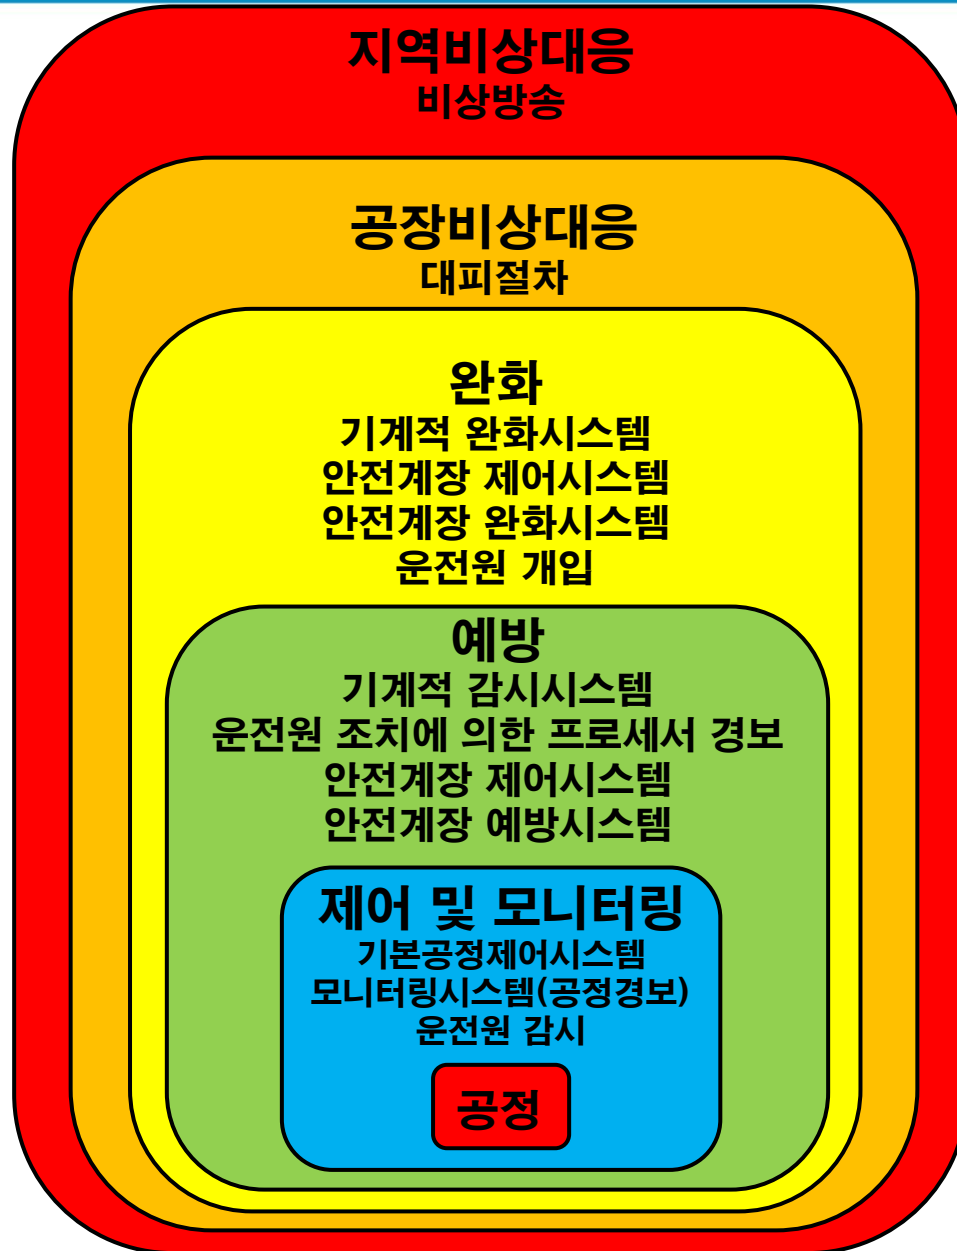 지역비상대응
비상방송
공장비상대응
대피절차
완화
기계적 완화시스템
안전계장 제어시스템
안전계장 완화시스템
운전원 개입
예방
기계적 감시시스템
운전원 조치에 의한 프로세서 경보
안전계장 제어시스템
안전계장 예방시스템
제어 및 모니터링
기본공정제어시스템
모니터링시스템(공정경보)
운전원 감시
공정